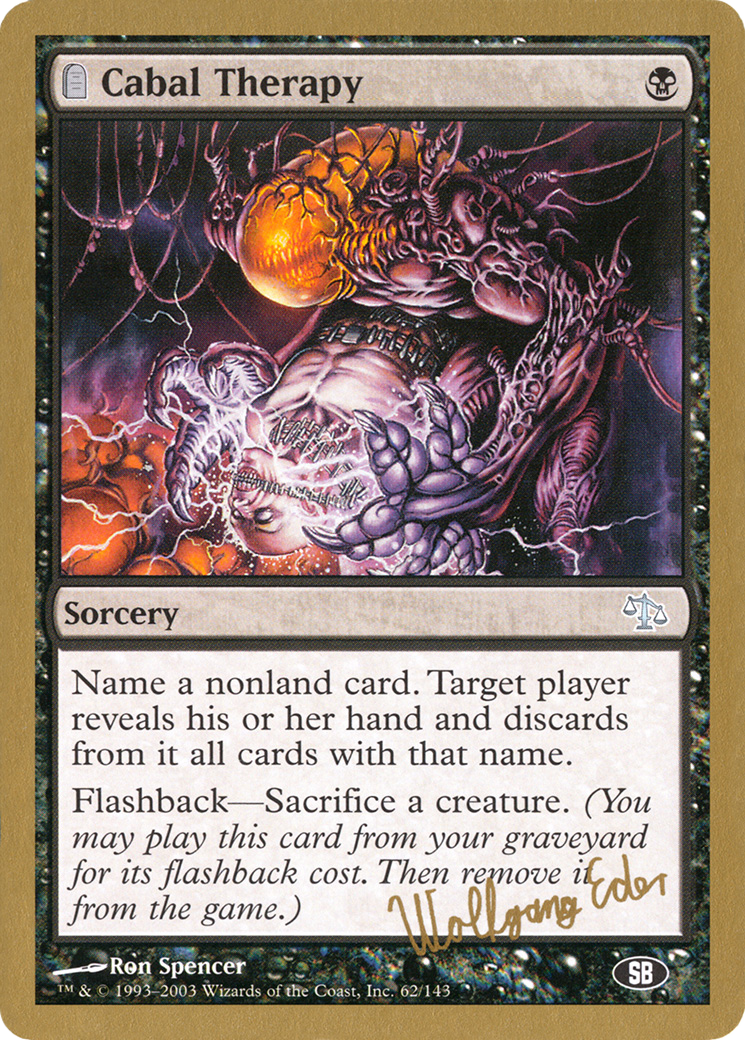 Cabal Therapy
Sorcery
Name a nonland card. Target player
reveals his or her hand and discards
from it all cards with that name.
Flashback—Sacrifice a creature. (You
may play this card from your graveyard
for its flashback cost. Then remove it
from the game.)
Wolfgang Eder
Ron Spencer
SB
™ & © 1993–2003 Wizards of the Coast, Inc. 62/143